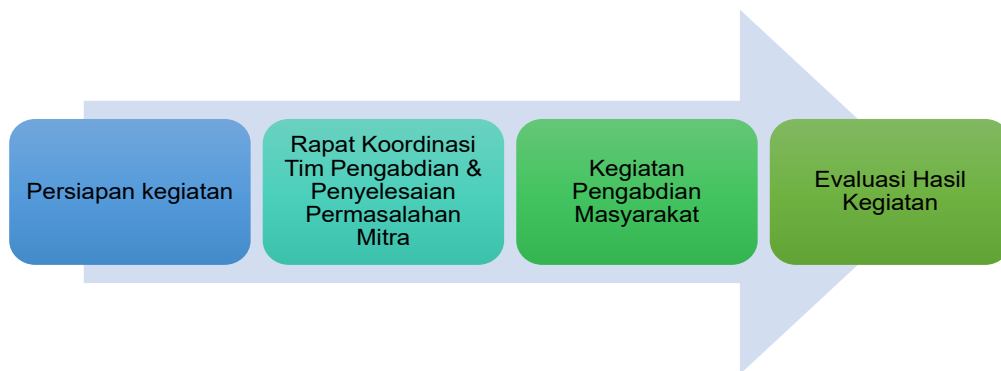 Persiapan kegiatan
Rapat Koordinasi
Tim Pengabdian &
Penyelesaian
Permasalahan
Mitra
Kegiatan
Pengabdian
Masyarakat
Evaluasi Hasil
Kegiatan